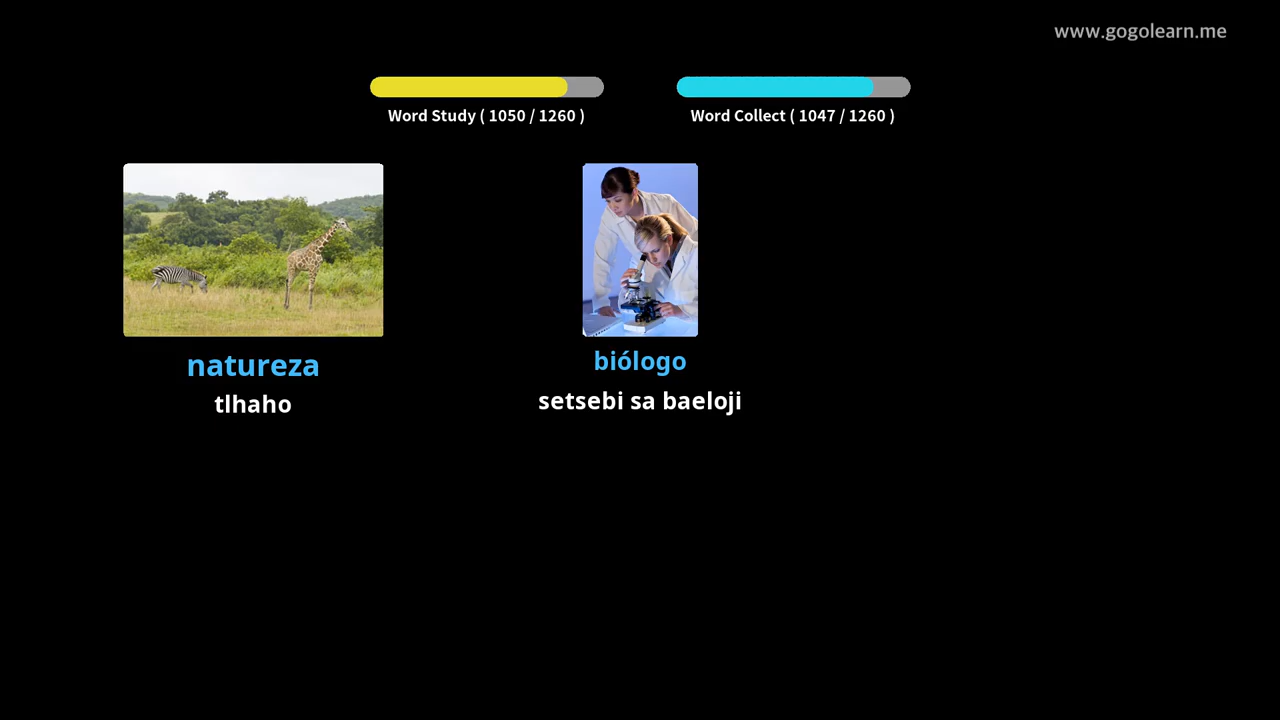 www.gogolearn.me
Word Study ( 1050 / 1260 )
Word Collect ( 1047 / 1260 )
natureza
tlhaho
biólogo
setsebi sa baeloji